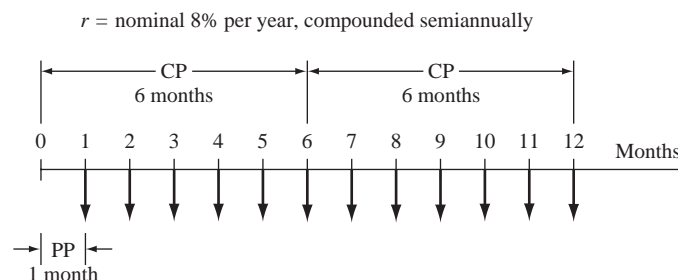 r = nominal 8% per year, compounded semiannually
CP CP
6 months 6 months
0 1 2 3 4 5 6 7 8 9 10 11 12 Months
PP
1 month